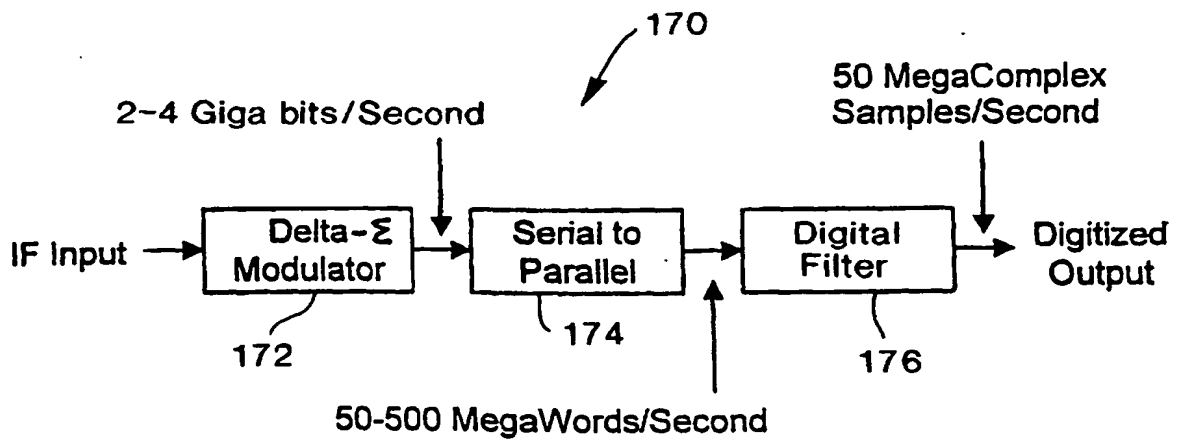 170
50 MegaComplex
Samples/Second
2-4 Giga bits/Second
IF Input
Delta-Σ
Modulator
Serial to
Parallel
Digital
Filter
Digitized
Output
172
174
176
50-500 MegaWords/Second